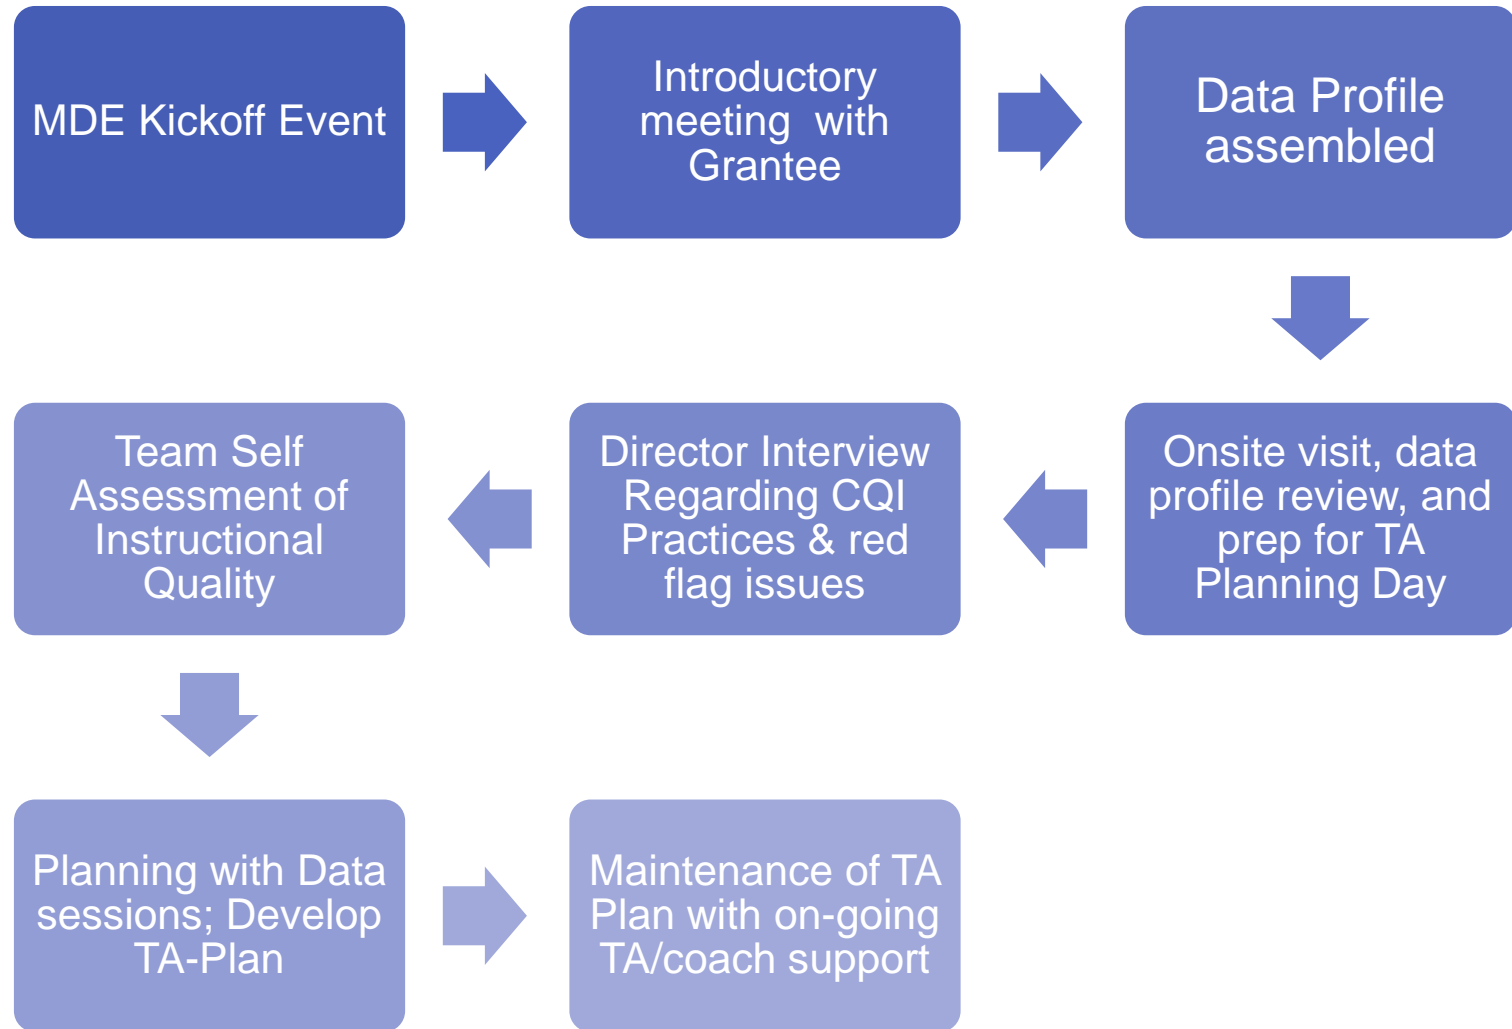 MDE Kickoff Event
Introductory
meeting with
Grantee
Data Profile
assembled
Onsite visit, data
profile review, and
prep for TA
Planning Day
Director Interview
Regarding CQI
Practices & red
flag issues
Team Self
Assessment of
Instructional
Quality
Planning with Data
sessions; Develop
TA-Plan
Maintenance of TA
Plan with on-going
TA/coach support